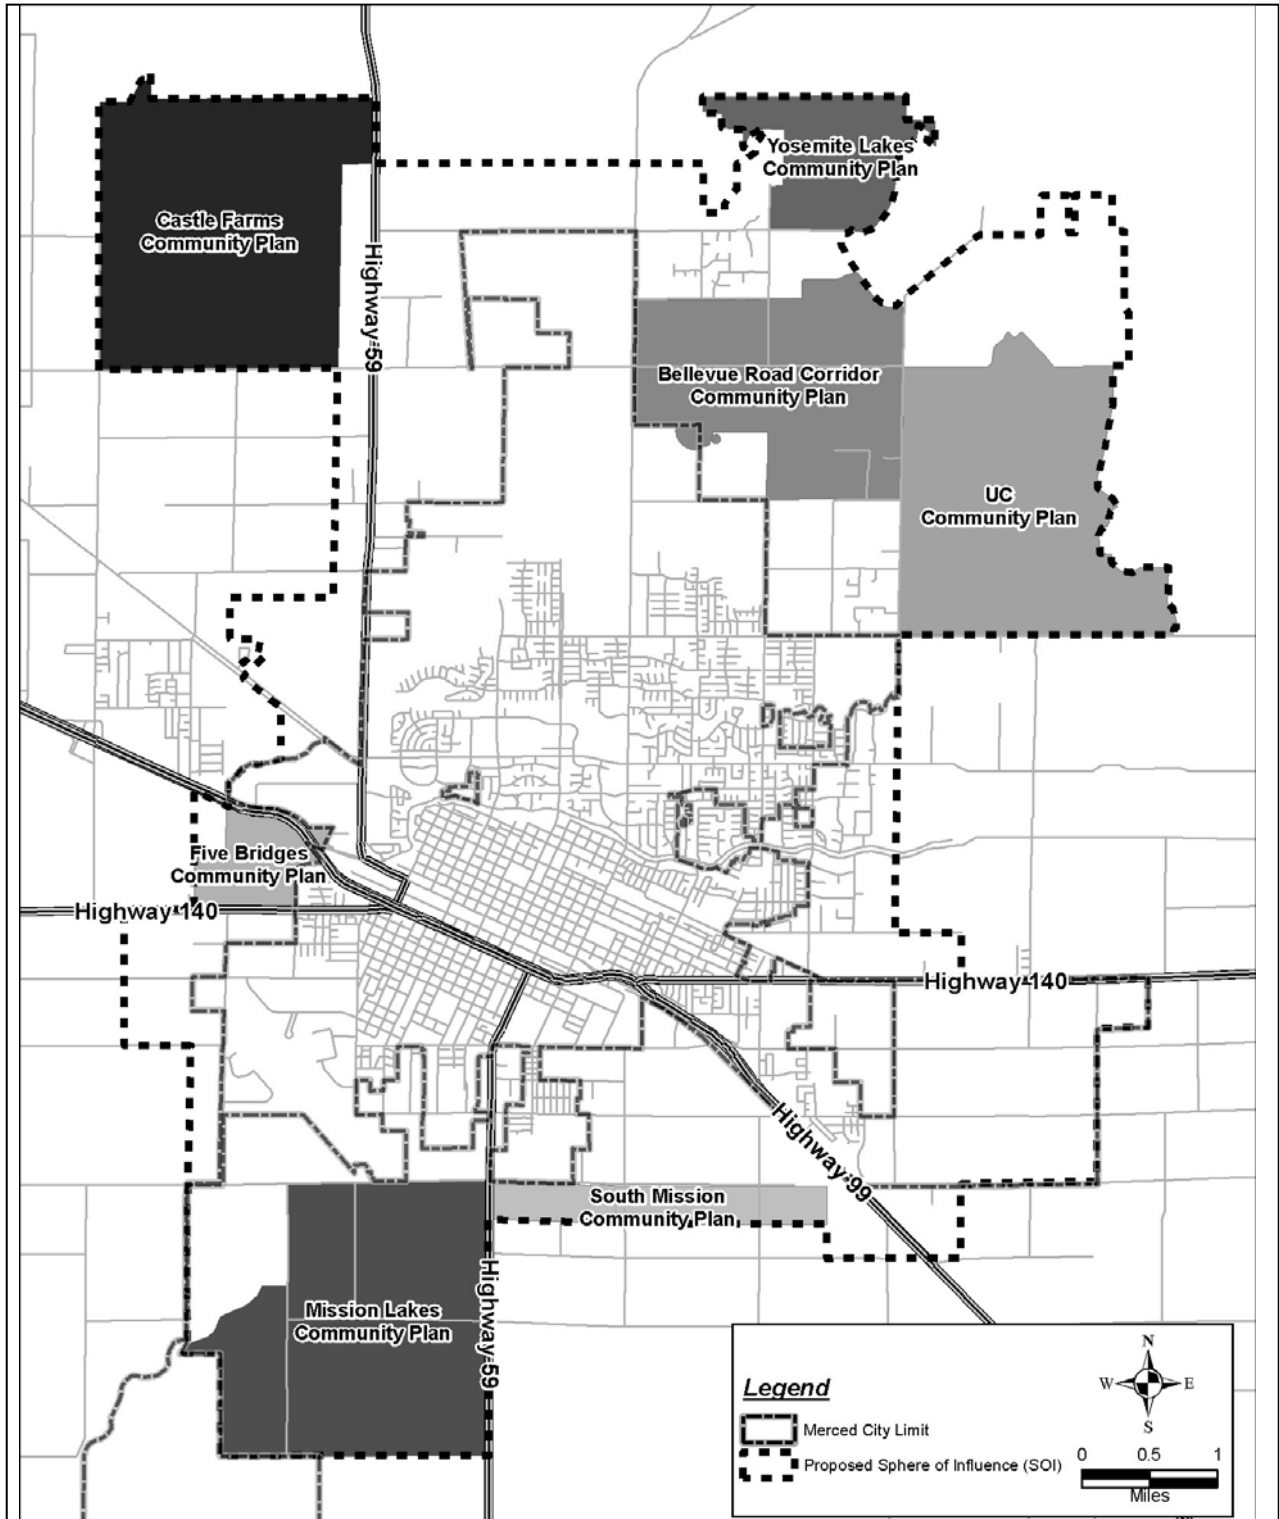 Yosemite Lakes
Community Plan
Castle Farms
Community Plan
Highway 59
Bellevue Road Corridor
Community Plan
UC
Community Plan
Five Bridges
Community Plan
Highway 140
Highway 140
Highway 99
South Mission
Community Plan
Highway 59
Mission Lakes
Community Plan
Legend
Merced City Limit
Proposed Sphere of Influence (SOI)
N
W
E
S
0 0.5 1
Miles